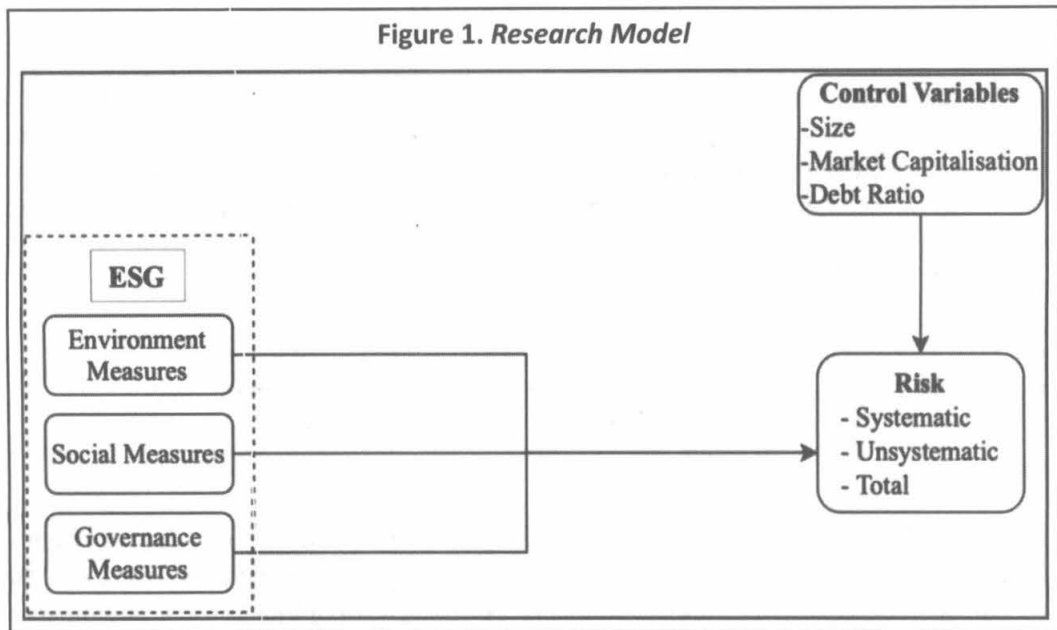 Figure 1. Research Model
Control Variables
-Size
-Market Capitalisation
-Debt Ratio
ESG
Environment
Measures
Social Measures
Governance
Measures
Risk
- Systematic
- Unsystematic
- Total